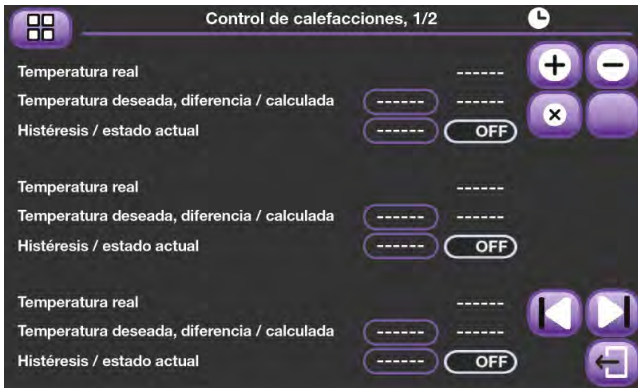 Control de calefacciones, 1/2
Temperatura real ------
Temperatura deseada, diferencia / calculada ------ ------
Histéresis / estado actual ------ OFF
Temperatura real ------
Temperatura deseada, diferencia / calculada ------ ------
Histéresis / estado actual ------ OFF
Temperatura real ------
Temperatura deseada, diferencia / calculada ------ ------
Histéresis / estado actual ------ OFF